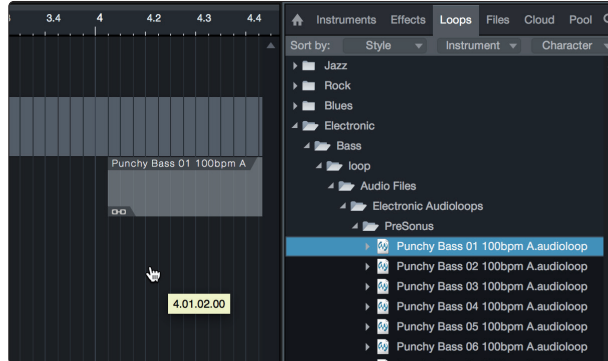 3.4 4 4.2 4.3 4.4
Instruments Effects Loops Files Cloud Pool
Sort by: Style Instrument Character
Jazz
Rock
Blues
Electronic
Bass
loop
Audio Files
Electronic Audioloops
PreSonus
Punchy Bass 01 100bpm A.audioloop
Punchy Bass 02 100bpm A.audioloop
Punchy Bass 03 100bpm A.audioloop
Punchy Bass 04 100bpm A.audioloop
Punchy Bass 05 100bpm A.audioloop
Punchy Bass 06 100bpm A.audioloop
Punchy Bass 01 100bpm A
4.01.02.00